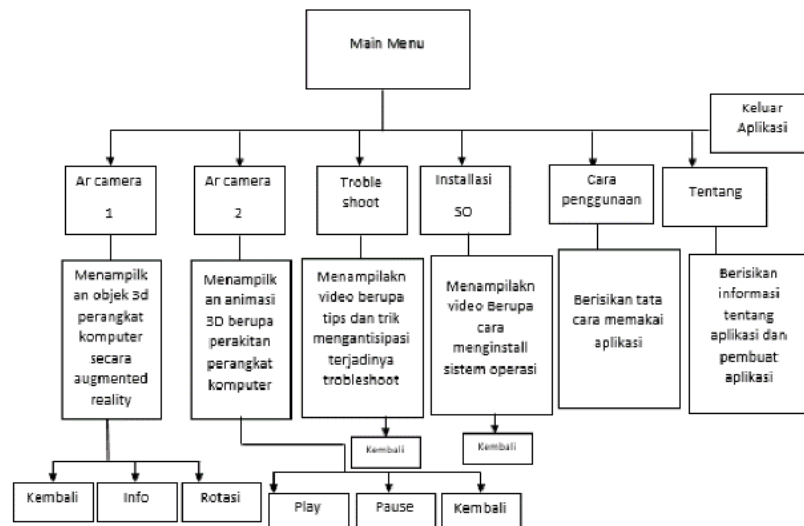 Main Menu
Keluar
Aplikasi
Ar camera
1
Ar camera
2
Troble
shoot
Installasi
SO
Cara
penggunaan
Tentang
Menampilk
an objek 3d
perangkat
komputer
secara
augmented
reality
Menampilk
an animasi
3D berupa
perakitan
perangkat
komputer
Menampilakn
video berupa
tips dan trik
mengantisipasi
terjadinya
trobleshoot
Menampilakn
video Berupa
cara
menginstall
sistem operasi
Berisikan tata
cara memakai
aplikasi
Berisikan
informasi
tentang
aplikasi dan
pembuat
aplikasi
Kembali
Kembali
Kembali
Info
Rotasi
Play
Pause
Kembali